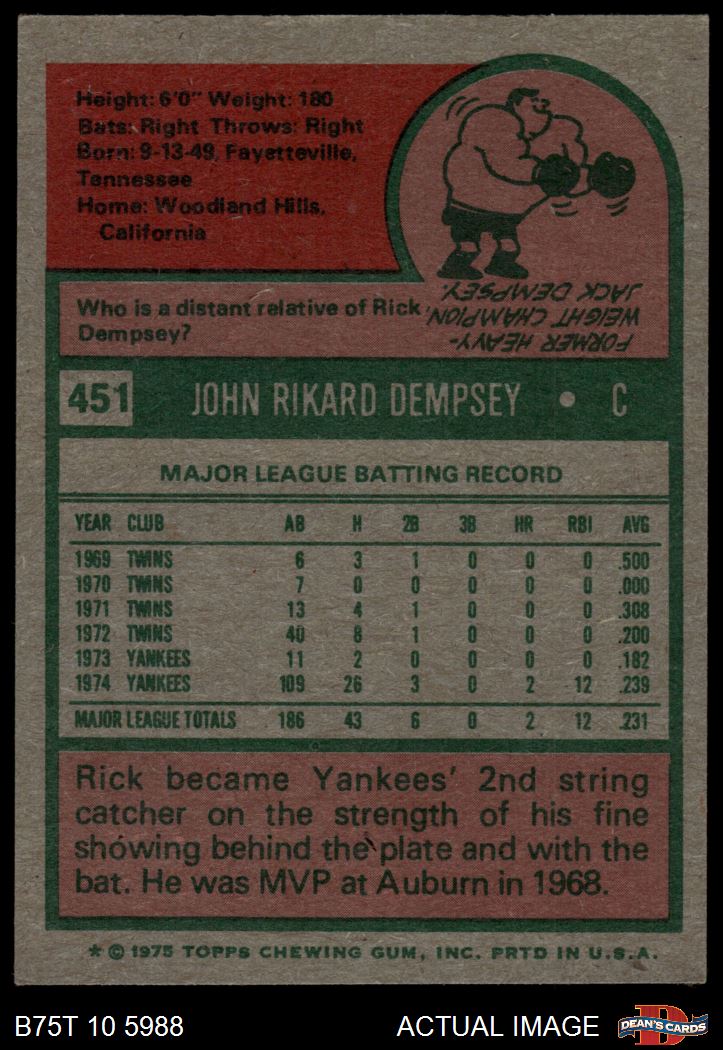 Height: 6'0" Weight: 180
Bats: Right Throws: Right
Born: 9-13-49, Fayetteville,
Tennessee
Home: Woodland Hills,
California
Who is a distant relative of Rick
Dempsey?
FORMER HEAVY-
WEIGHT CHAMPION,
JACK DEMPSEY.
451 JOHN RIKARD DEMPSEY • C
MAJOR LEAGUE BATTING RECORD
YEAR CLUB AB H 2B 3B HR RBI AVG
1969 TWINS 6 3 1 0 0 0 .500
1970 TWINS 7 0 0 0 0 0 .000
1971 TWINS 13 4 1 0 0 0 .308
1972 TWINS 40 8 1 0 0 0 .200
1973 YANKEES 11 2 0 0 0 0 .182
1974 YANKEES 109 26 3 0 2 12 .239
MAJOR LEAGUE TOTALS 186 43 6 0 2 12 .231
Rick became Yankees' 2nd string
catcher on the strength of his fine
showing behind the plate and with the
bat. He was MVP at Auburn in 1968.
* © 1975 TOPPS CHEWING GUM, INC. PRTD IN U.S.A.
B75T 10 5988 ACTUAL IMAGE D DEAN'S CARDS